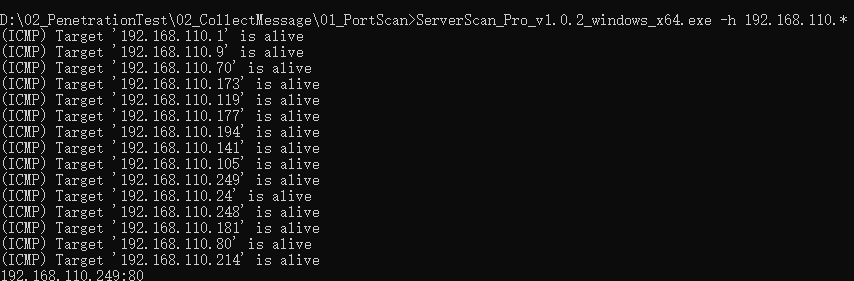 D:\02_PenetrationTest\02_CollectMessage\01_PortScan>ServerScan_Pro_v1.0.2_windows_x64.exe -h 192.168.110.*
(ICMP) Target '192.168.110.1' is alive
(ICMP) Target '192.168.110.9' is alive
(ICMP) Target '192.168.110.70' is alive
(ICMP) Target '192.168.110.173' is alive
(ICMP) Target '192.168.110.119' is alive
(ICMP) Target '192.168.110.177' is alive
(ICMP) Target '192.168.110.194' is alive
(ICMP) Target '192.168.110.141' is alive
(ICMP) Target '192.168.110.105' is alive
(ICMP) Target '192.168.110.249' is alive
(ICMP) Target '192.168.110.24' is alive
(ICMP) Target '192.168.110.248' is alive
(ICMP) Target '192.168.110.181' is alive
(ICMP) Target '192.168.110.80' is alive
(ICMP) Target '192.168.110.214' is alive
192.168.110.249:80